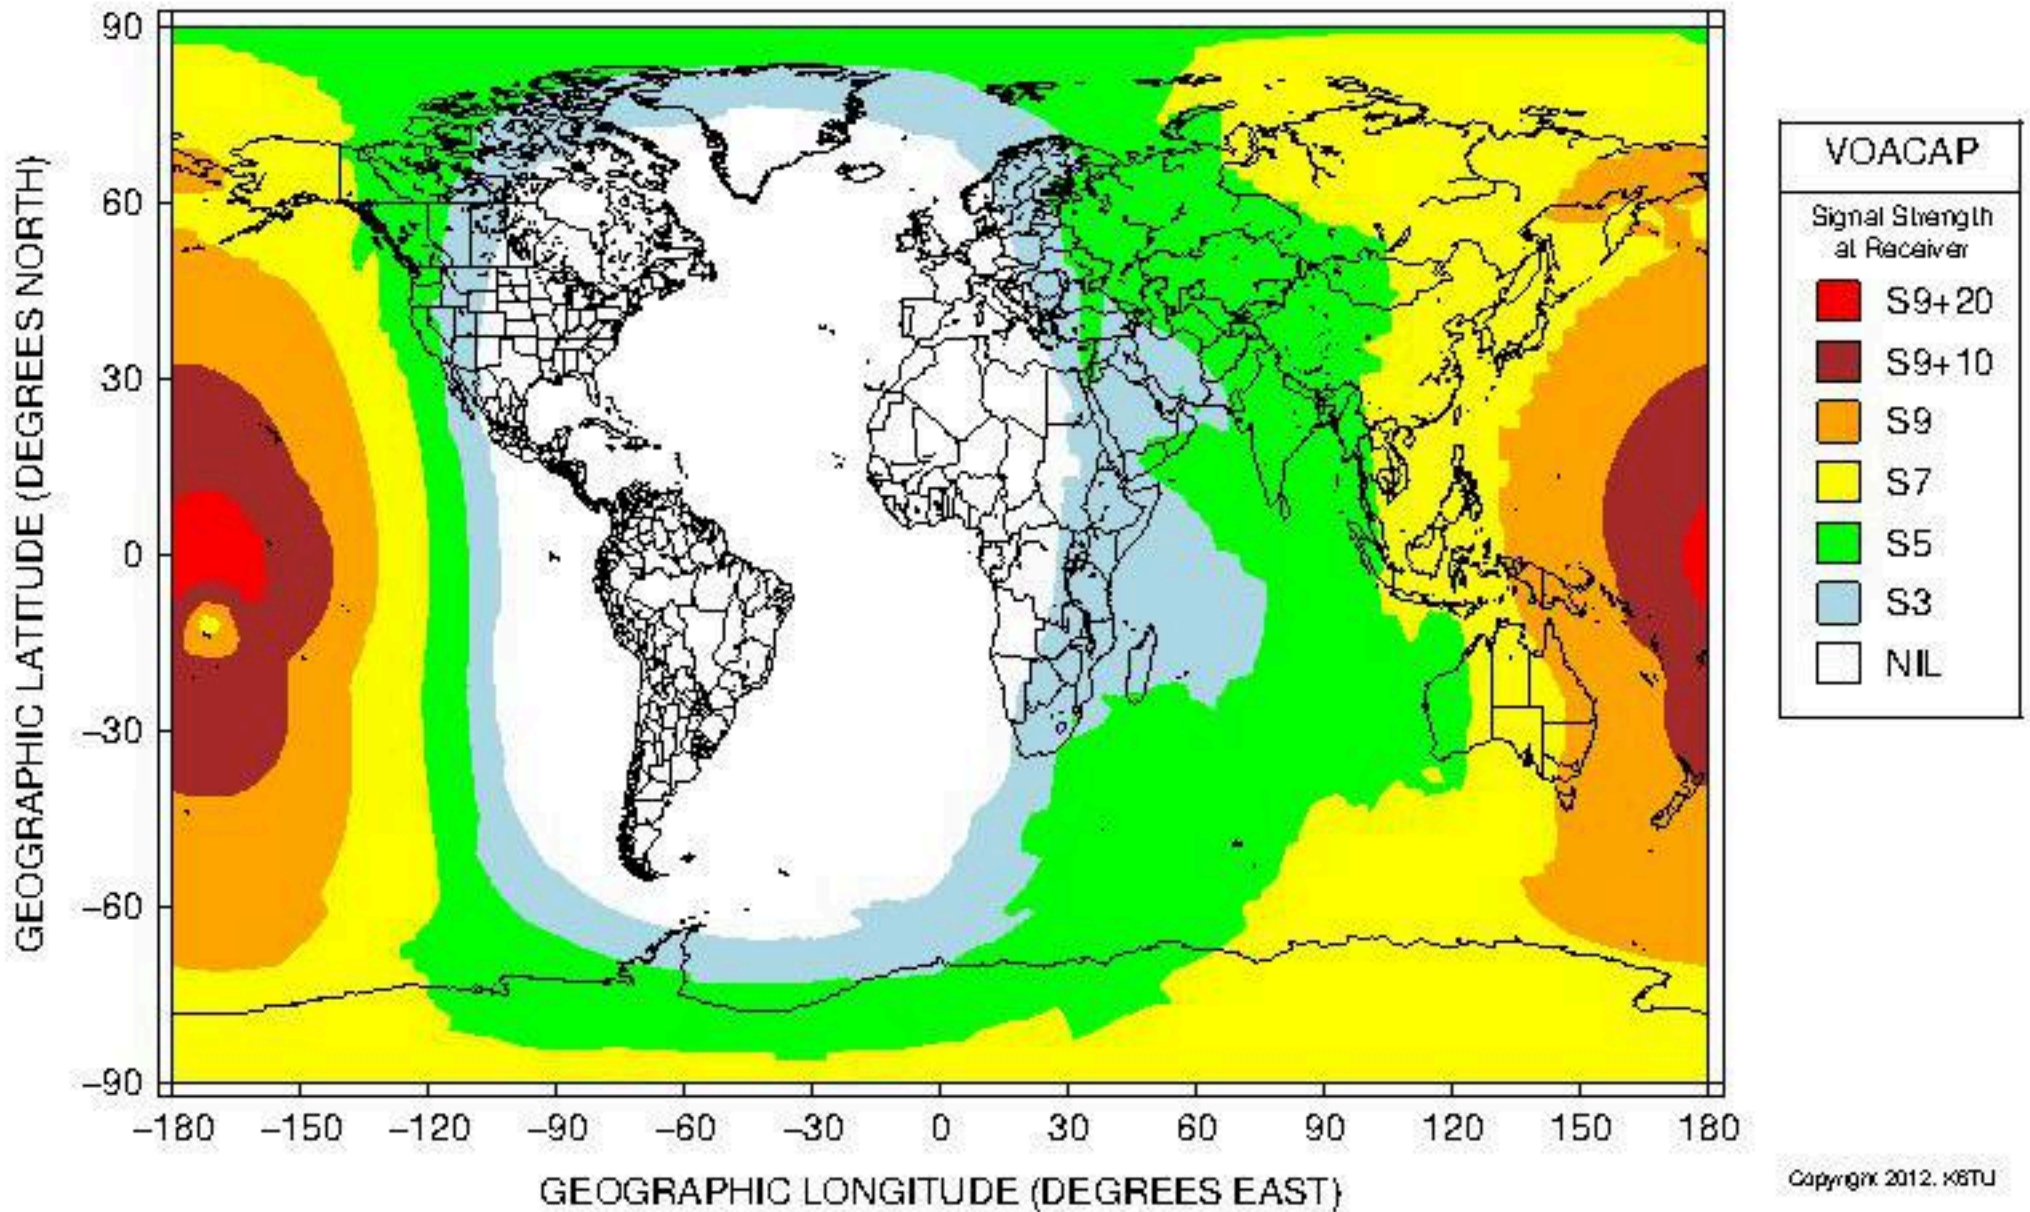 90
60
30
0
−30
−60
−90
GEOGRAPHIC LATITUDE (DEGREES NORTH)
−180 −150 −120 −90 −60 −30 0 30 60 90 120 150 180
GEOGRAPHIC LONGITUDE (DEGREES EAST)
VOACAP
Signal Strength
at Receiver
S9+20
S9+10
S9
S7
S5
S3
NIL
Copyright 2012. K6TU